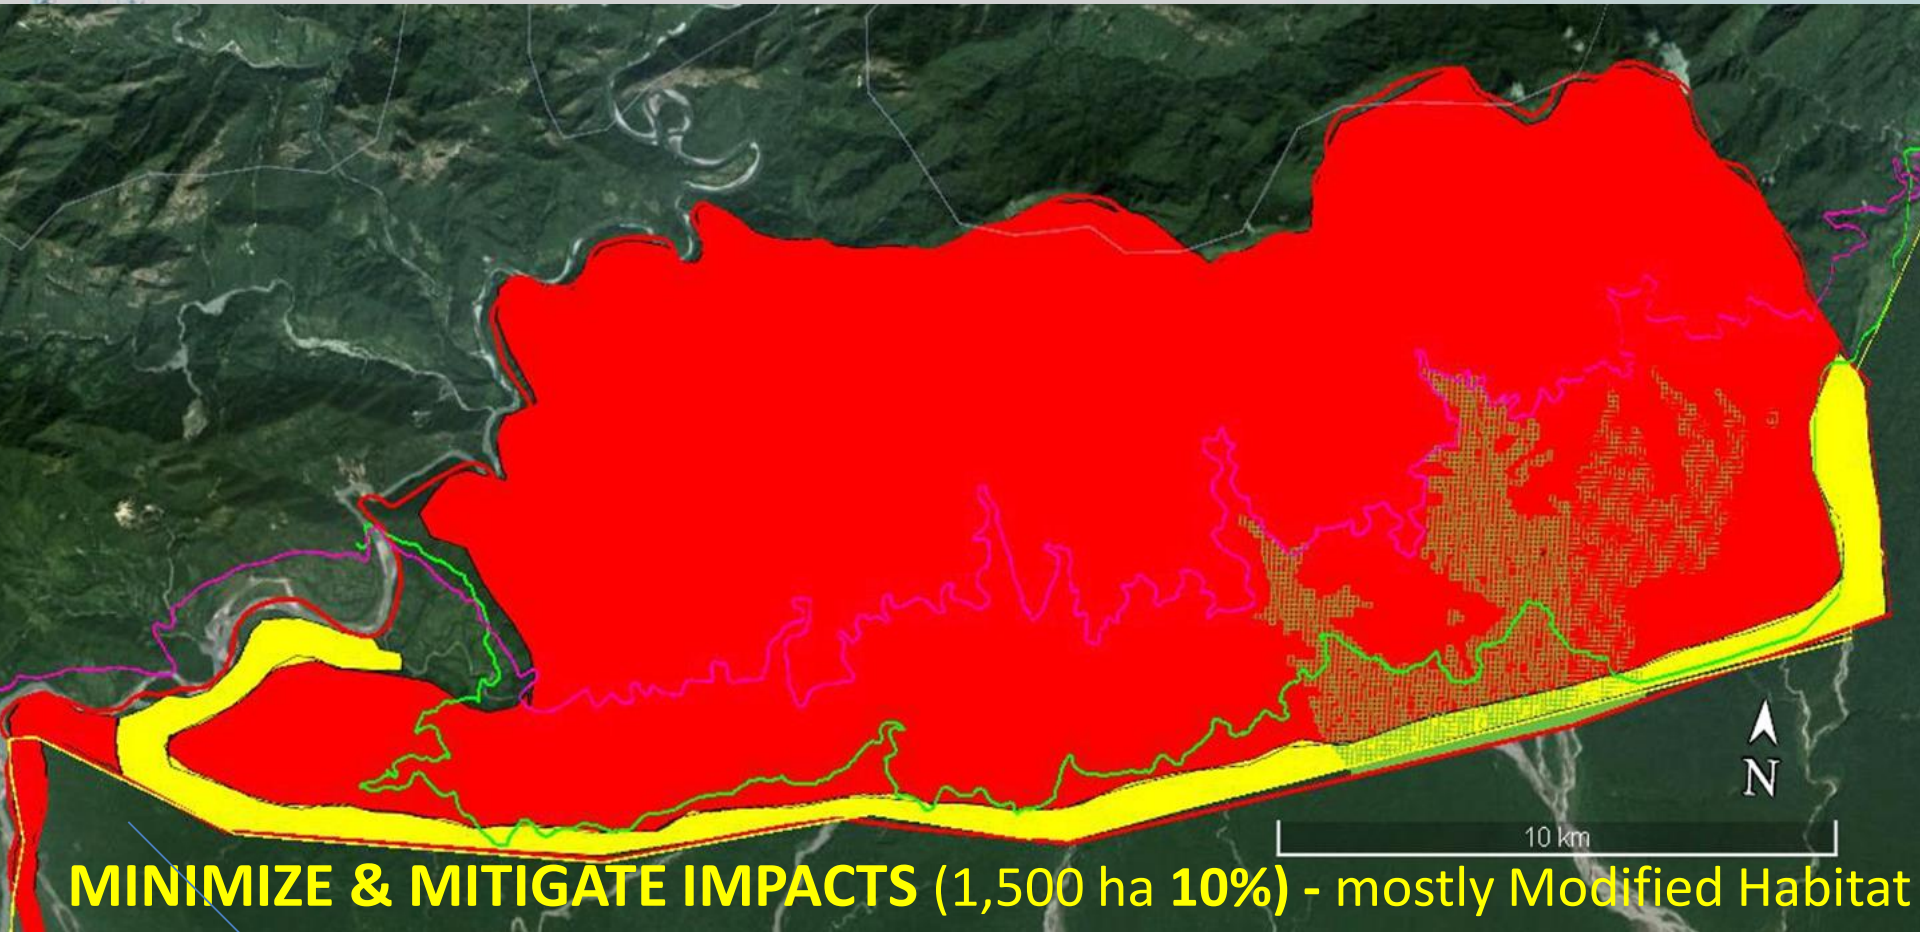 N
10 km
MINIMIZE & MITIGATE IMPACTS (1,500 ha 10%) - mostly Modified Habitat